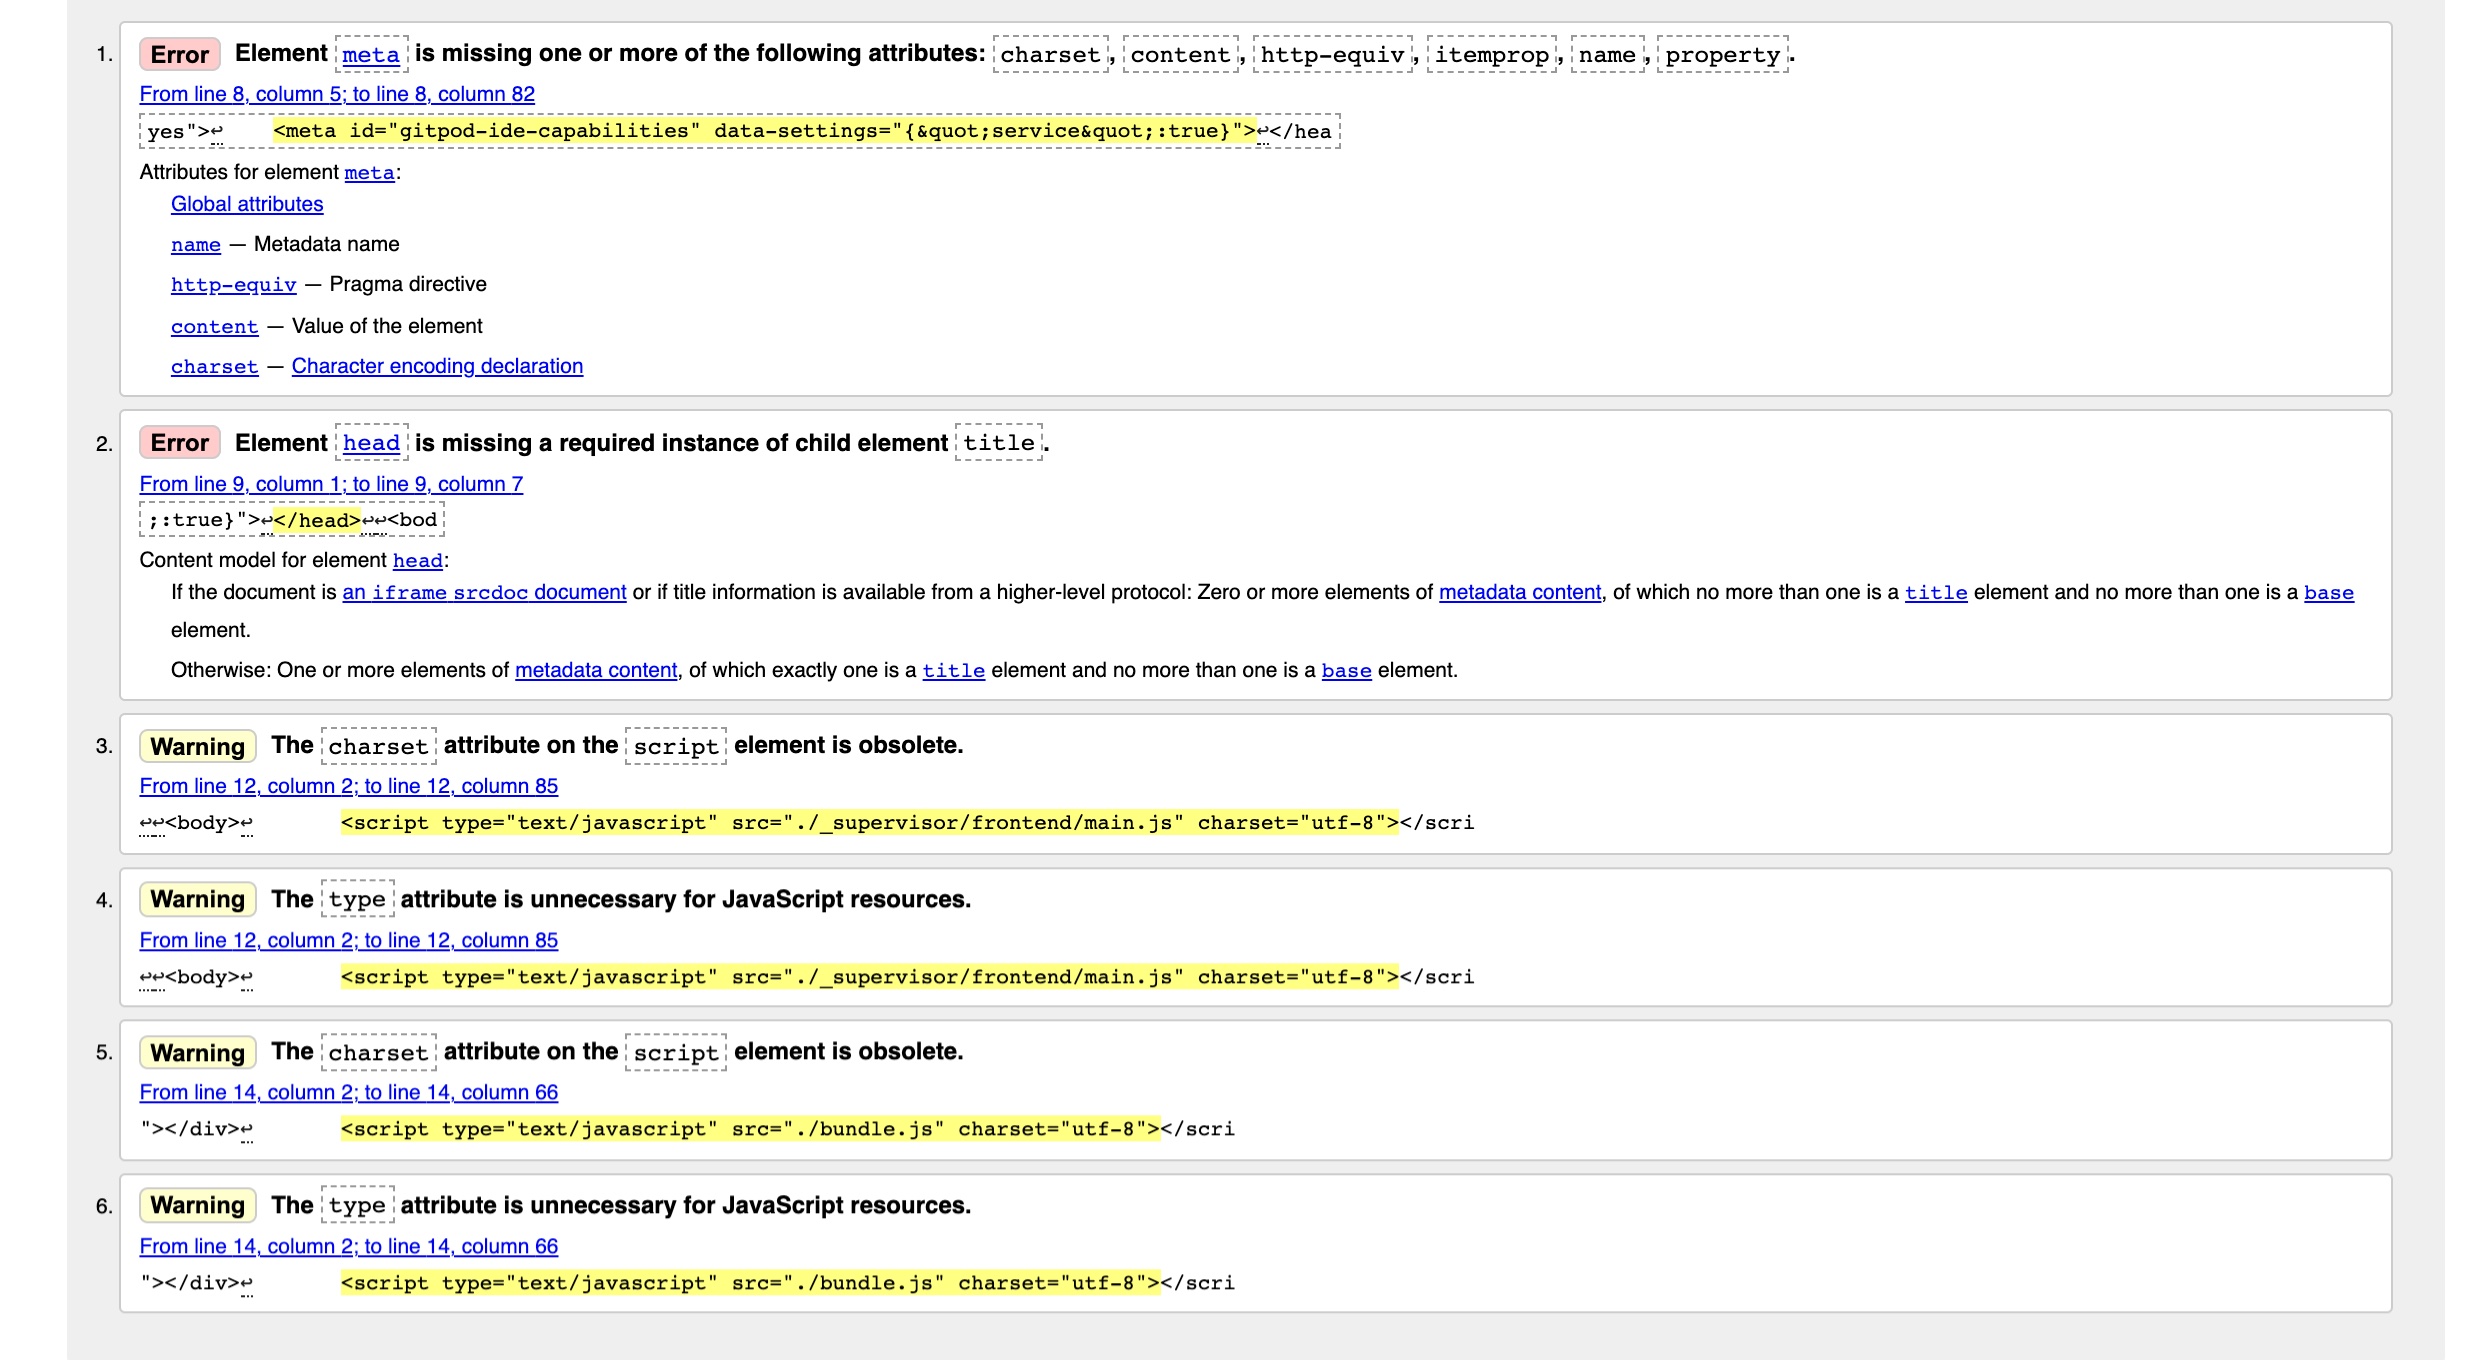 1. Error Element meta is missing one or more of the following attributes: charset, content, http-equiv, itemprop, name, property.
From line 8, column 5; to line 8, column 82
yes">↩    <meta id="gitpod-ide-capabilities" data-settings="{&quot;service&quot;:true}">↩</hea
Attributes for element meta:
Global attributes
name — Metadata name
http-equiv — Pragma directive
content — Value of the element
charset — Character encoding declaration
2. Error Element head is missing a required instance of child element title.
From line 9, column 1; to line 9, column 7
;:true}">↩</head>↩↩<bod
Content model for element head:
If the document is an iframe srcdoc document or if title information is available from a higher-level protocol: Zero or more elements of metadata content, of which no more than one is a title element and no more than one is a base
element.
Otherwise: One or more elements of metadata content, of which exactly one is a title element and no more than one is a base element.
3. Warning The charset attribute on the script element is obsolete.
From line 12, column 2; to line 12, column 85
↩↩<body>↩       <script type="text/javascript" src="./_supervisor/frontend/main.js" charset="utf-8"></scri
4. Warning The type attribute is unnecessary for JavaScript resources.
From line 12, column 2; to line 12, column 85
↩↩<body>↩       <script type="text/javascript" src="./_supervisor/frontend/main.js" charset="utf-8"></scri
5. Warning The charset attribute on the script element is obsolete.
From line 14, column 2; to line 14, column 66
"></div>↩       <script type="text/javascript" src="./bundle.js" charset="utf-8"></scri
6. Warning The type attribute is unnecessary for JavaScript resources.
From line 14, column 2; to line 14, column 66
"></div>↩       <script type="text/javascript" src="./bundle.js" charset="utf-8"></scri